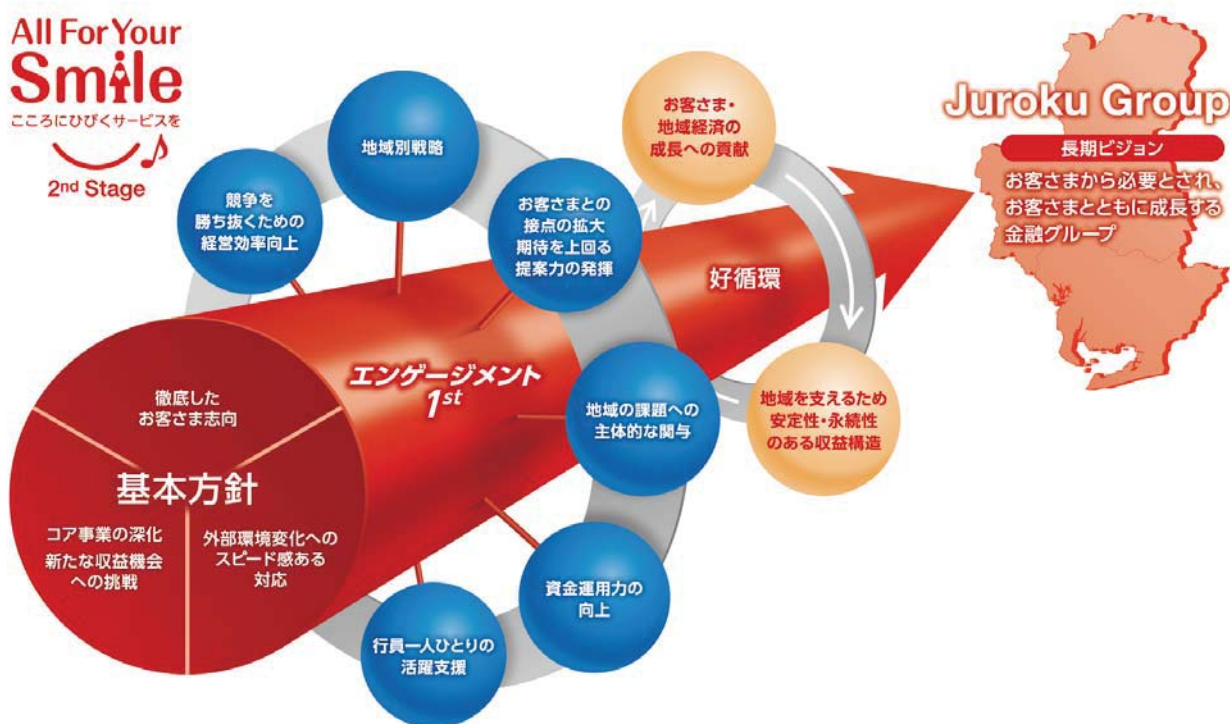 All For Your
Smile
こころにひびくサービスを
2nd Stage
競争を
勝ち抜くための
経営効率向上
地域別戦略
お客さまとの
接点の拡大
期待を上回る
提案力の発揮
地域の課題への
主体的な関与
資金運用力の
向上
行員一人ひとりの
活躍支援
エンゲージメント
1st
徹底した
お客さま志向
基本方針
コア事業の深化
新たな収益機会
への挑戦
外部環境変化への
スピード感ある
対応
お客さま・
地域経済の
成長への貢献
好循環
地域を支えるため
安定性・永続性
のある収益構造
Juroku Group
長期ビジョン
お客さまから必要とされ、
お客さまとともに成長する
金融グループ